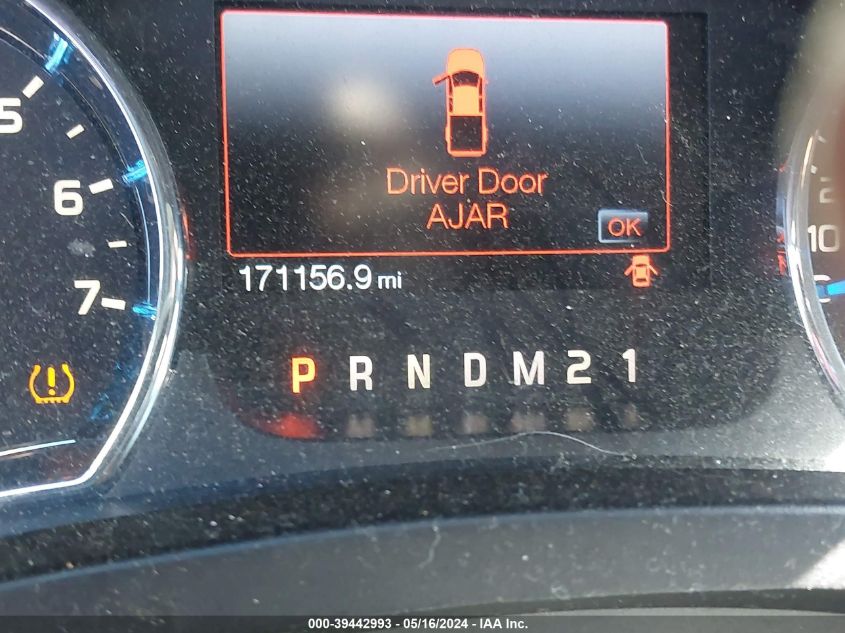 Driver Door
AJAR
OK
171156.9 mi
5
6
7
10
P R N D M 2 1
000-39442993 - 05/16/2024 - IAA Inc.